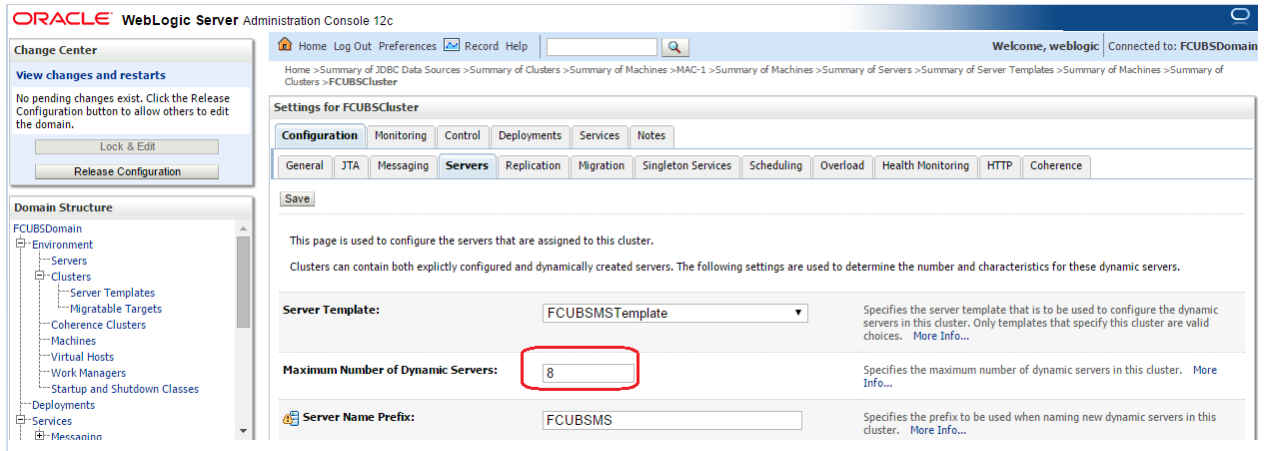 ORACLE WebLogic Server Administration Console 12c
Change Center
View changes and restarts
No pending changes exist. Click the Release
Configuration button to allow others to edit
the domain.
Lock & Edit
Release Configuration
Domain Structure
FCUBSDomain
Environment
Servers
Clusters
Server Templates
Migratable Targets
Coherence Clusters
Machines
Virtual Hosts
Work Managers
Startup and Shutdown Classes
Deployments
Services
Messaging
Home Log Out Preferences Record Help
Welcome, weblogic Connected to: FCUBSDomain
Home >Summary of JDBC Data Sources >Summary of Clusters >Summary of Machines >MAC-1 >Summary of Machines >Summary of Servers >Summary of Server Templates >Summary of Machines >Summary of
Clusters >FCUBSCluster
Settings for FCUBSCluster
Configuration Monitoring Control Deployments Services Notes
General JTA Messaging Servers Replication Migration Singleton Services Scheduling Overload Health Monitoring HTTP Coherence
Save
This page is used to configure the servers that are assigned to this cluster.
Clusters can contain both explictly configured and dynamically created servers. The following settings are used to determine the number and characteristics for these dynamic servers.
Server Template: FCUBSMSTemplate
Specifies the server template that is to be used to configure the dynamic
servers in this cluster. Only templates that specify this cluster are valid
choices. More Info...
Maximum Number of Dynamic Servers: 8
Specifies the maximum number of dynamic servers in this cluster. More
Info...
Server Name Prefix: FCUBSMS
Specifies the prefix to be used when naming new dynamic servers in this
cluster. More Info...